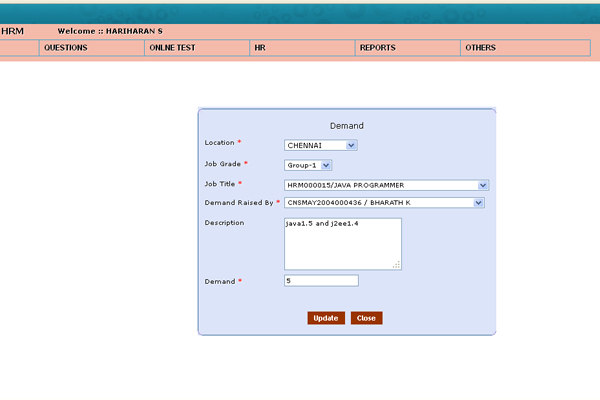 HRM Welcome :: HARIHARAN S
QUESTIONS ONLNE TEST HR REPORTS OTHERS
Demand
Location * CHENNAI
Job Grade * Group-1
Job Title * HRM000015/JAVA PROGRAMMER
Demand Raised By * CNSMAY2004000436 / BHARATH K
Description java1.5 and j2ee1.4
Demand * 5
Update Close